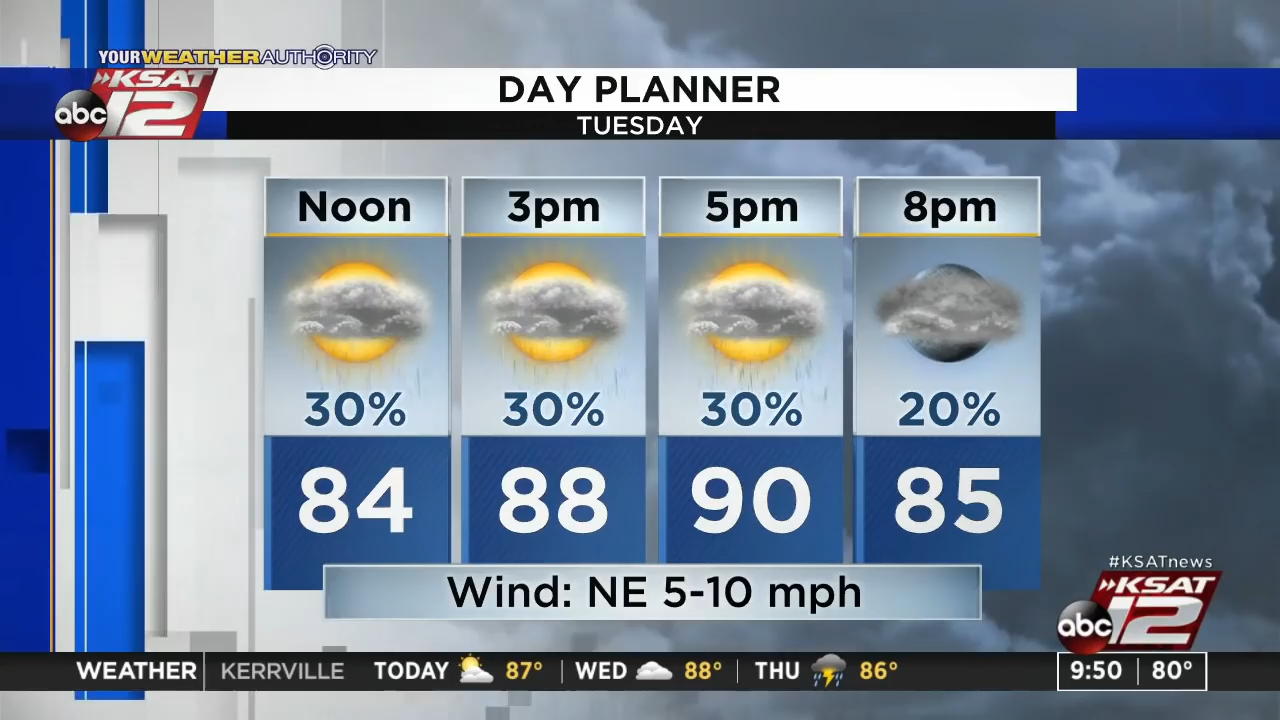 YOURWEATHERAUTHORITY
KSAT
abc 12
DAY PLANNER
TUESDAY
Noon 3pm 5pm 8pm
30% 30% 30% 20%
84 88 90 85
Wind: NE 5-10 mph
#KSATnews
KSAT
abc 12
WEATHER KERRVILLE TODAY 87° WED 88° THU 86° 9:50 80°